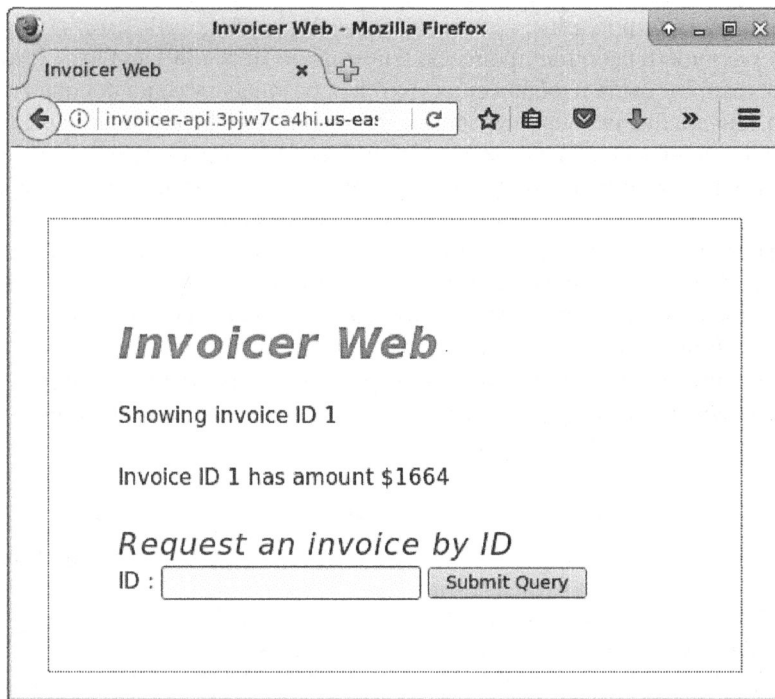 Invoicer Web - Mozilla Firefox
Invoicer Web
invoicer-api.3pjw7ca4hi.us-eas
Invoicer Web
Showing invoice ID 1
Invoice ID 1 has amount $1664
Request an invoice by ID
ID : Submit Query